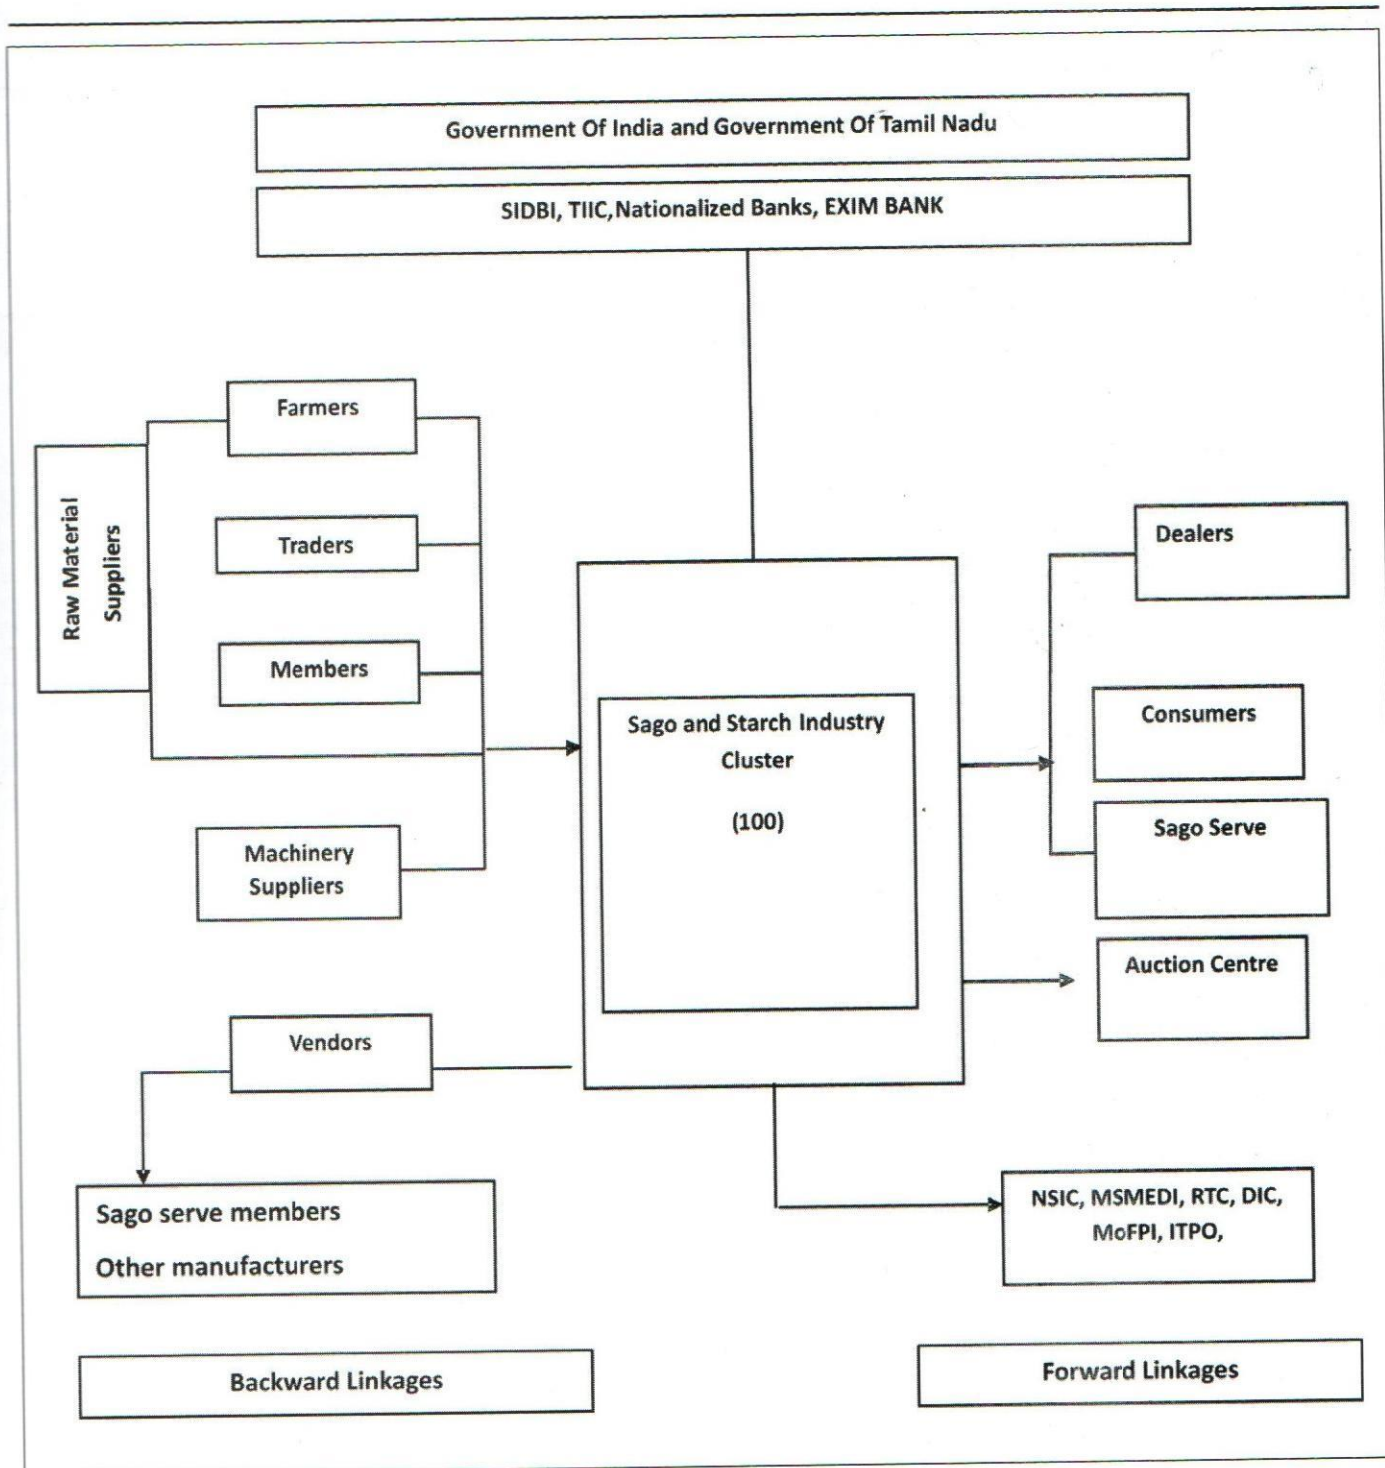 Government Of India and Government Of Tamil Nadu
SIDBI, TIIC,Nationalized Banks, EXIM BANK
Raw Material
Suppliers
Farmers
Traders
Members
Machinery
Suppliers
Vendors
Sago serve members
Other manufacturers
Sago and Starch Industry
Cluster
(100)
Dealers
Consumers
Sago Serve
Auction Centre
NSIC, MSMEDI, RTC, DIC,
MoFPI, ITPO,
Backward Linkages
Forward Linkages